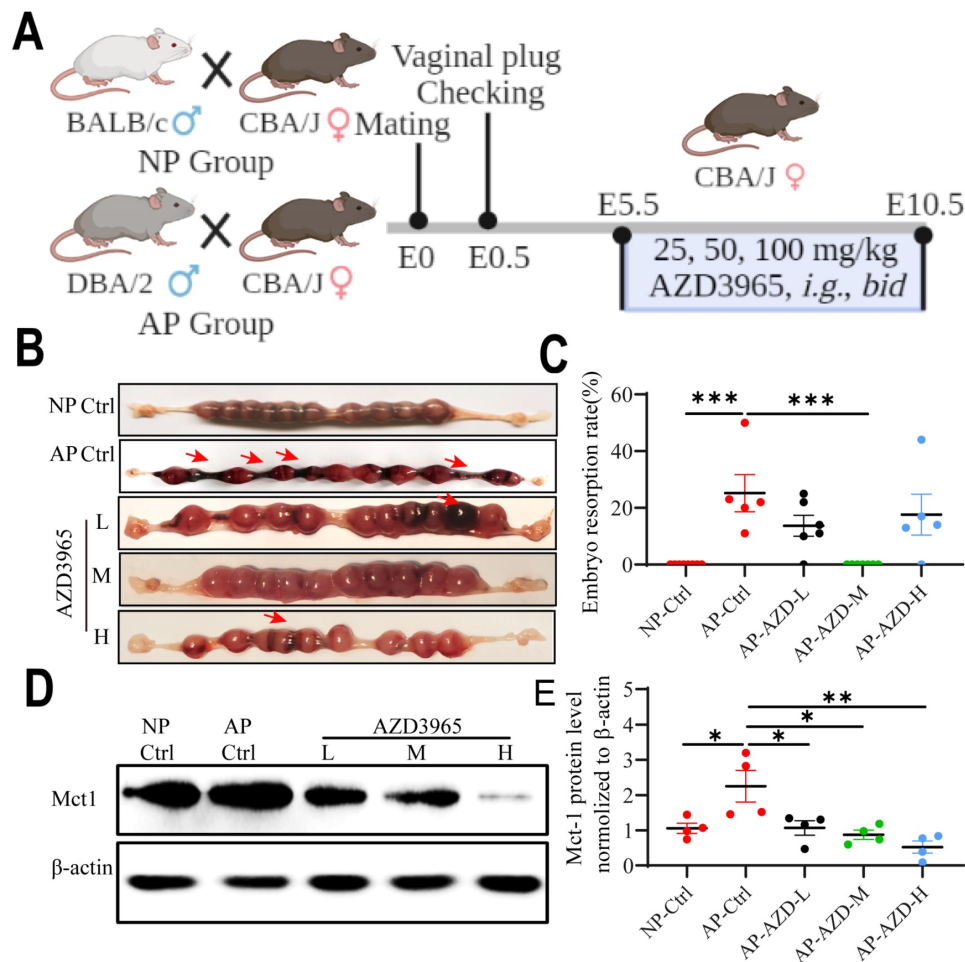 A
BALB/c ♂ CBA/J ♀
NP Group
DBA/2 ♂ CBA/J ♀
AP Group
Mating
Vaginal plug
Checking
E0
E0.5
CBA/J ♀
E5.5
E10.5
25, 50, 100 mg/kg
AZD3965, i.g., bid
B
NP Ctrl
AP Ctrl
AZD3965
L
M
H
C
Embryo resorption rate(%)
60
40
20
0
***
***
NP-Ctrl
AP-Ctrl
AP-AZD-L
AP-AZD-M
AP-AZD-H
D
NP
Ctrl
AP
Ctrl
AZD3965
L M H
Mct1
β-actin
E
Mct-1 protein level
normolized to β-actin
5
4
3
2
1
0
*
*
*
**
NP-Ctrl
AP-Ctrl
AP-AZD-L
AP-AZD-M
AP-AZD-H